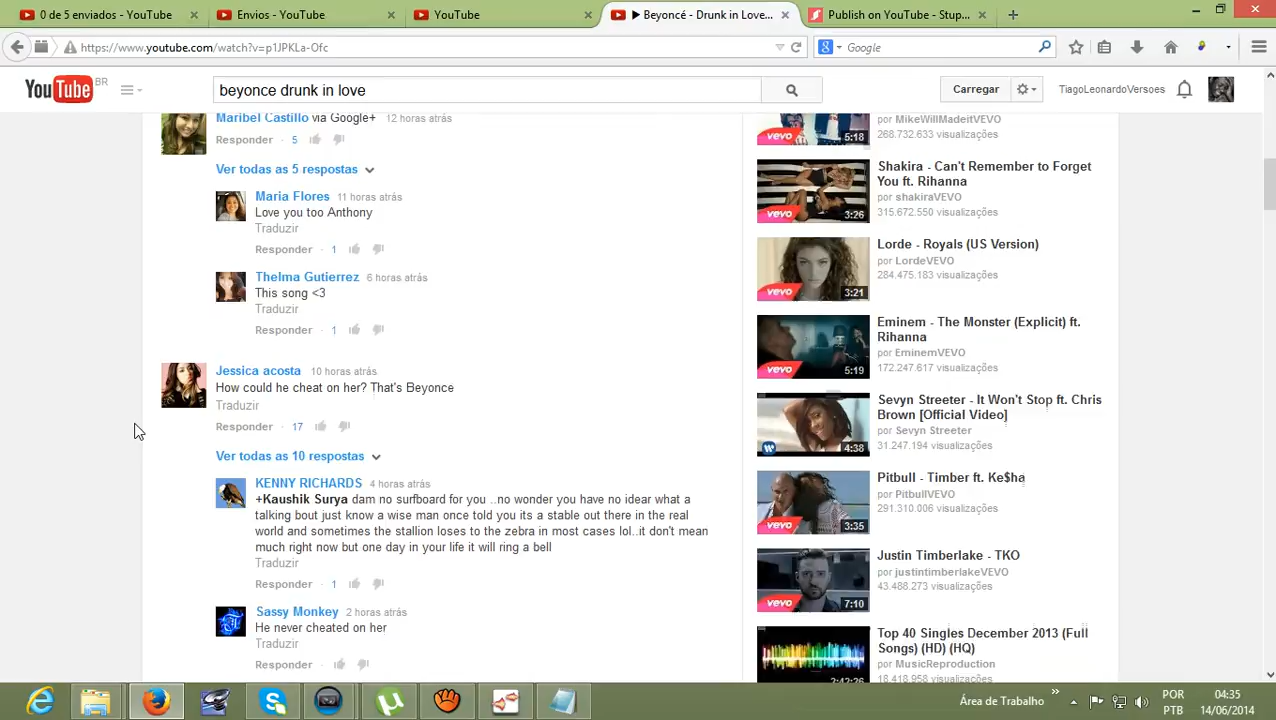 0 de 5 envios - YouTube
Envios - YouTube
YouTube
▶ Beyoncé - Drunk in Love...
Publish on YouTube - Stup...
https://www.youtube.com/watch?v=p1JPKLa-Ofc
Google
YouTube BR
beyonce drunk in love
Carregar
TiagoLeonardoVersoes
Maribel Castillo via Google+ 12 horas atrás
Responder · 5
Ver todas as 5 respostas
Maria Flores 11 horas atrás
Love you too Anthony
Traduzir
Responder · 1
Thelma Gutierrez 6 horas atrás
This song <3
Traduzir
Responder · 1
Jessica acosta 10 horas atrás
How could he cheat on her? That's Beyonce
Traduzir
Responder · 17
Ver todas as 10 respostas
KENNY RICHARDS 4 horas atrás
+Kaushik Surya dam no surfboard for you ..no wonder you have no idear what a
talking bout just know a wise man once told you its a stable out there in the real
world and sometimes the stallion loses to the zebra in most cases lol..it don't mean
much right now but one day in your life it will ring a bell
Traduzir
Responder · 1
Sassy Monkey 2 horas atrás
He never cheated on her
Traduzir
Responder
vevo 5:18
por MikeWillMadeitVEVO
268.732.633 visualizações
vevo 3:26
Shakira - Can't Remember to Forget
You ft. Rihanna
por shakiraVEVO
315.672.550 visualizações
vevo 3:21
Lorde - Royals (US Version)
por LordeVEVO
284.475.183 visualizações
vevo 5:19
Eminem - The Monster (Explicit) ft.
Rihanna
por EminemVEVO
172.247.617 visualizações
4:38
Sevyn Streeter - It Won't Stop ft. Chris
Brown [Official Video]
por Sevyn Streeter
31.247.194 visualizações
vevo 3:35
Pitbull - Timber ft. Ke$ha
por PitbullVEVO
291.310.006 visualizações
vevo 7:10
Justin Timberlake - TKO
por justintimberlakeVEVO
43.488.273 visualizações
2:42:26
Top 40 Singles December 2013 (Full
Songs) (HD) (HQ)
por MusicReproduction
18.418.958 visualizações
Área de Trabalho
POR
PTB
04:35
14/06/2014